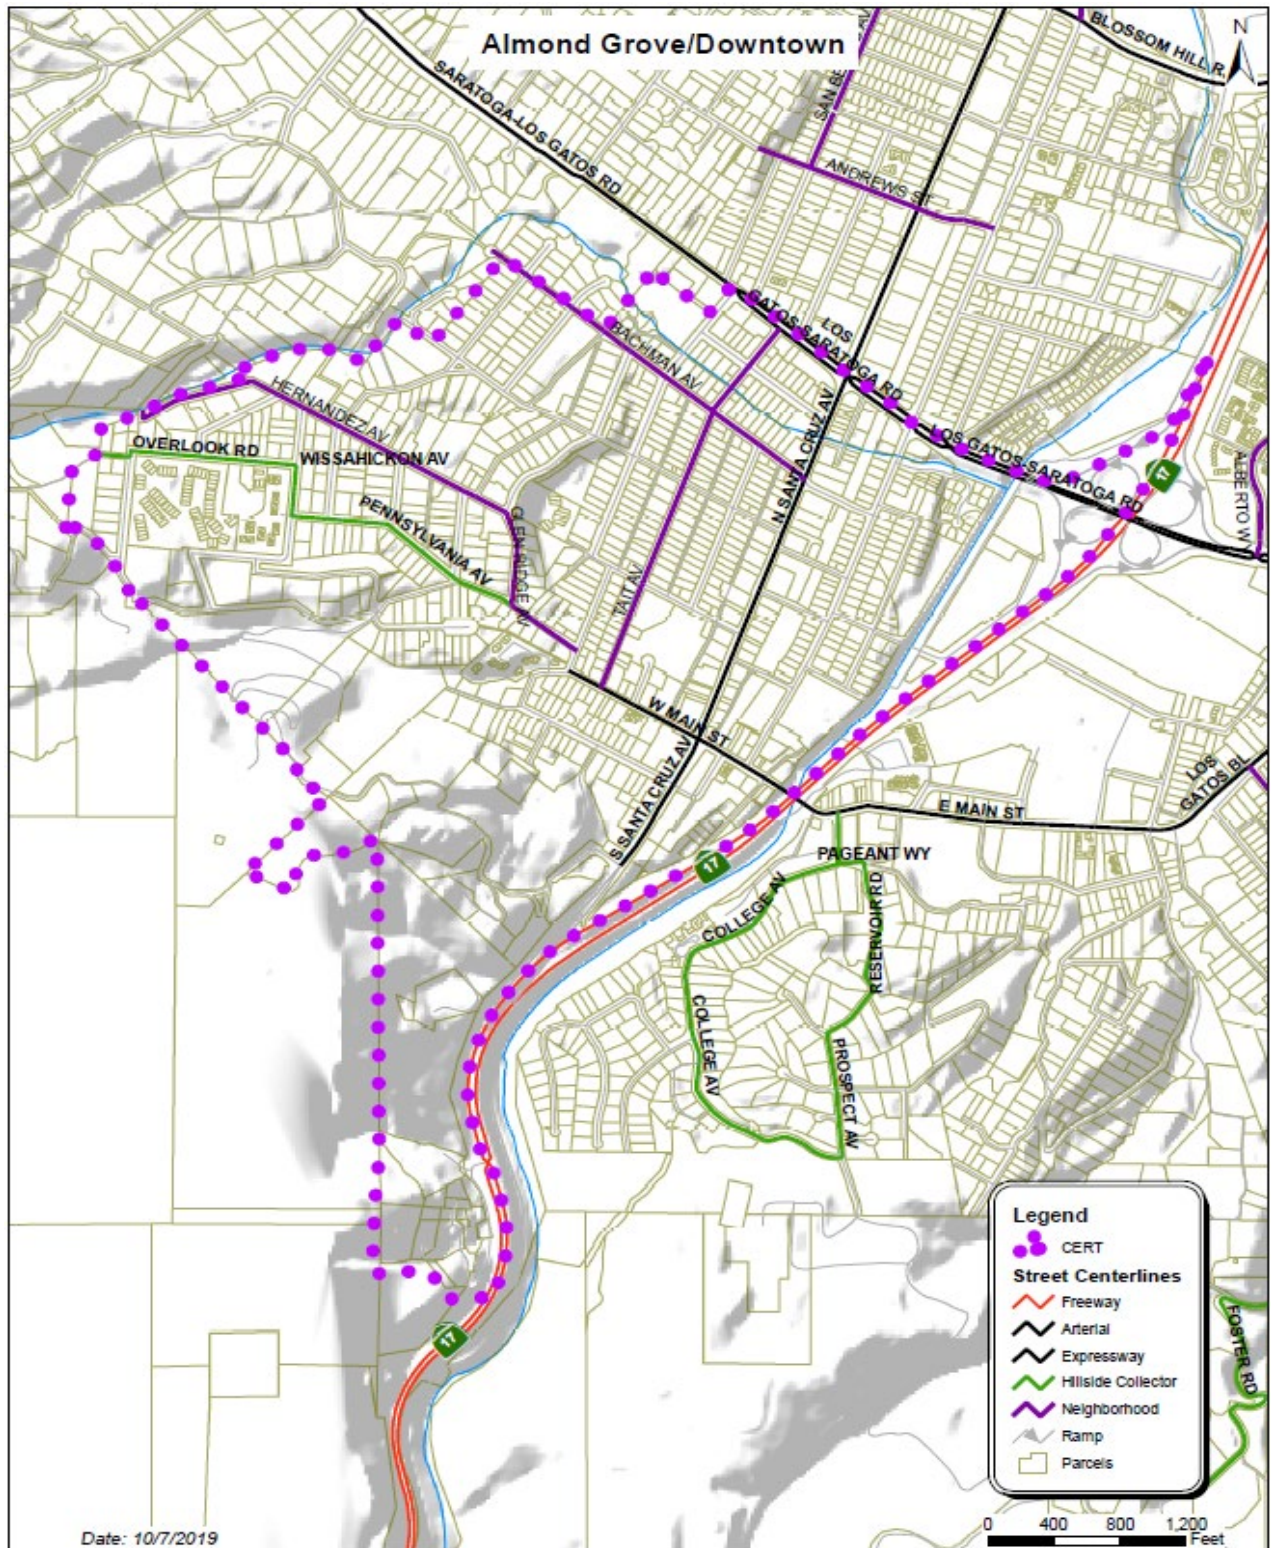 Almond Grove/Downtown
N
BLOSSOM HILL R
SARATOGA-LOS GATOS RD
ANDREWS ST
LOS
GATOS-SARATOGA RD
BACHMAN AV
HERNANDEZ AV
OVERLOOK RD
WISSAHICKON AV
LOS GATOS-SARATOGA RD
N SANTA CRUZ AV
17
ALBERTO W
PENNSYLVANIA AV
GLEN RIDGE AV
TAIT AV
W MAIN ST
S SANTA CRUZ AV
LOS
GATOS BL
E MAIN ST
17
PAGEANT WY
COLLEGE AV
RESERVOIR RD
COLLEGE AV
PROSPECT AV
17
FOSTER RD
Legend
CERT
Street Centerlines
Freeway
Arterial
Expressway
Hillside Collector
Neighborhood
Ramp
Parcels
0 400 800 1,200
Feet
Date: 10/7/2019